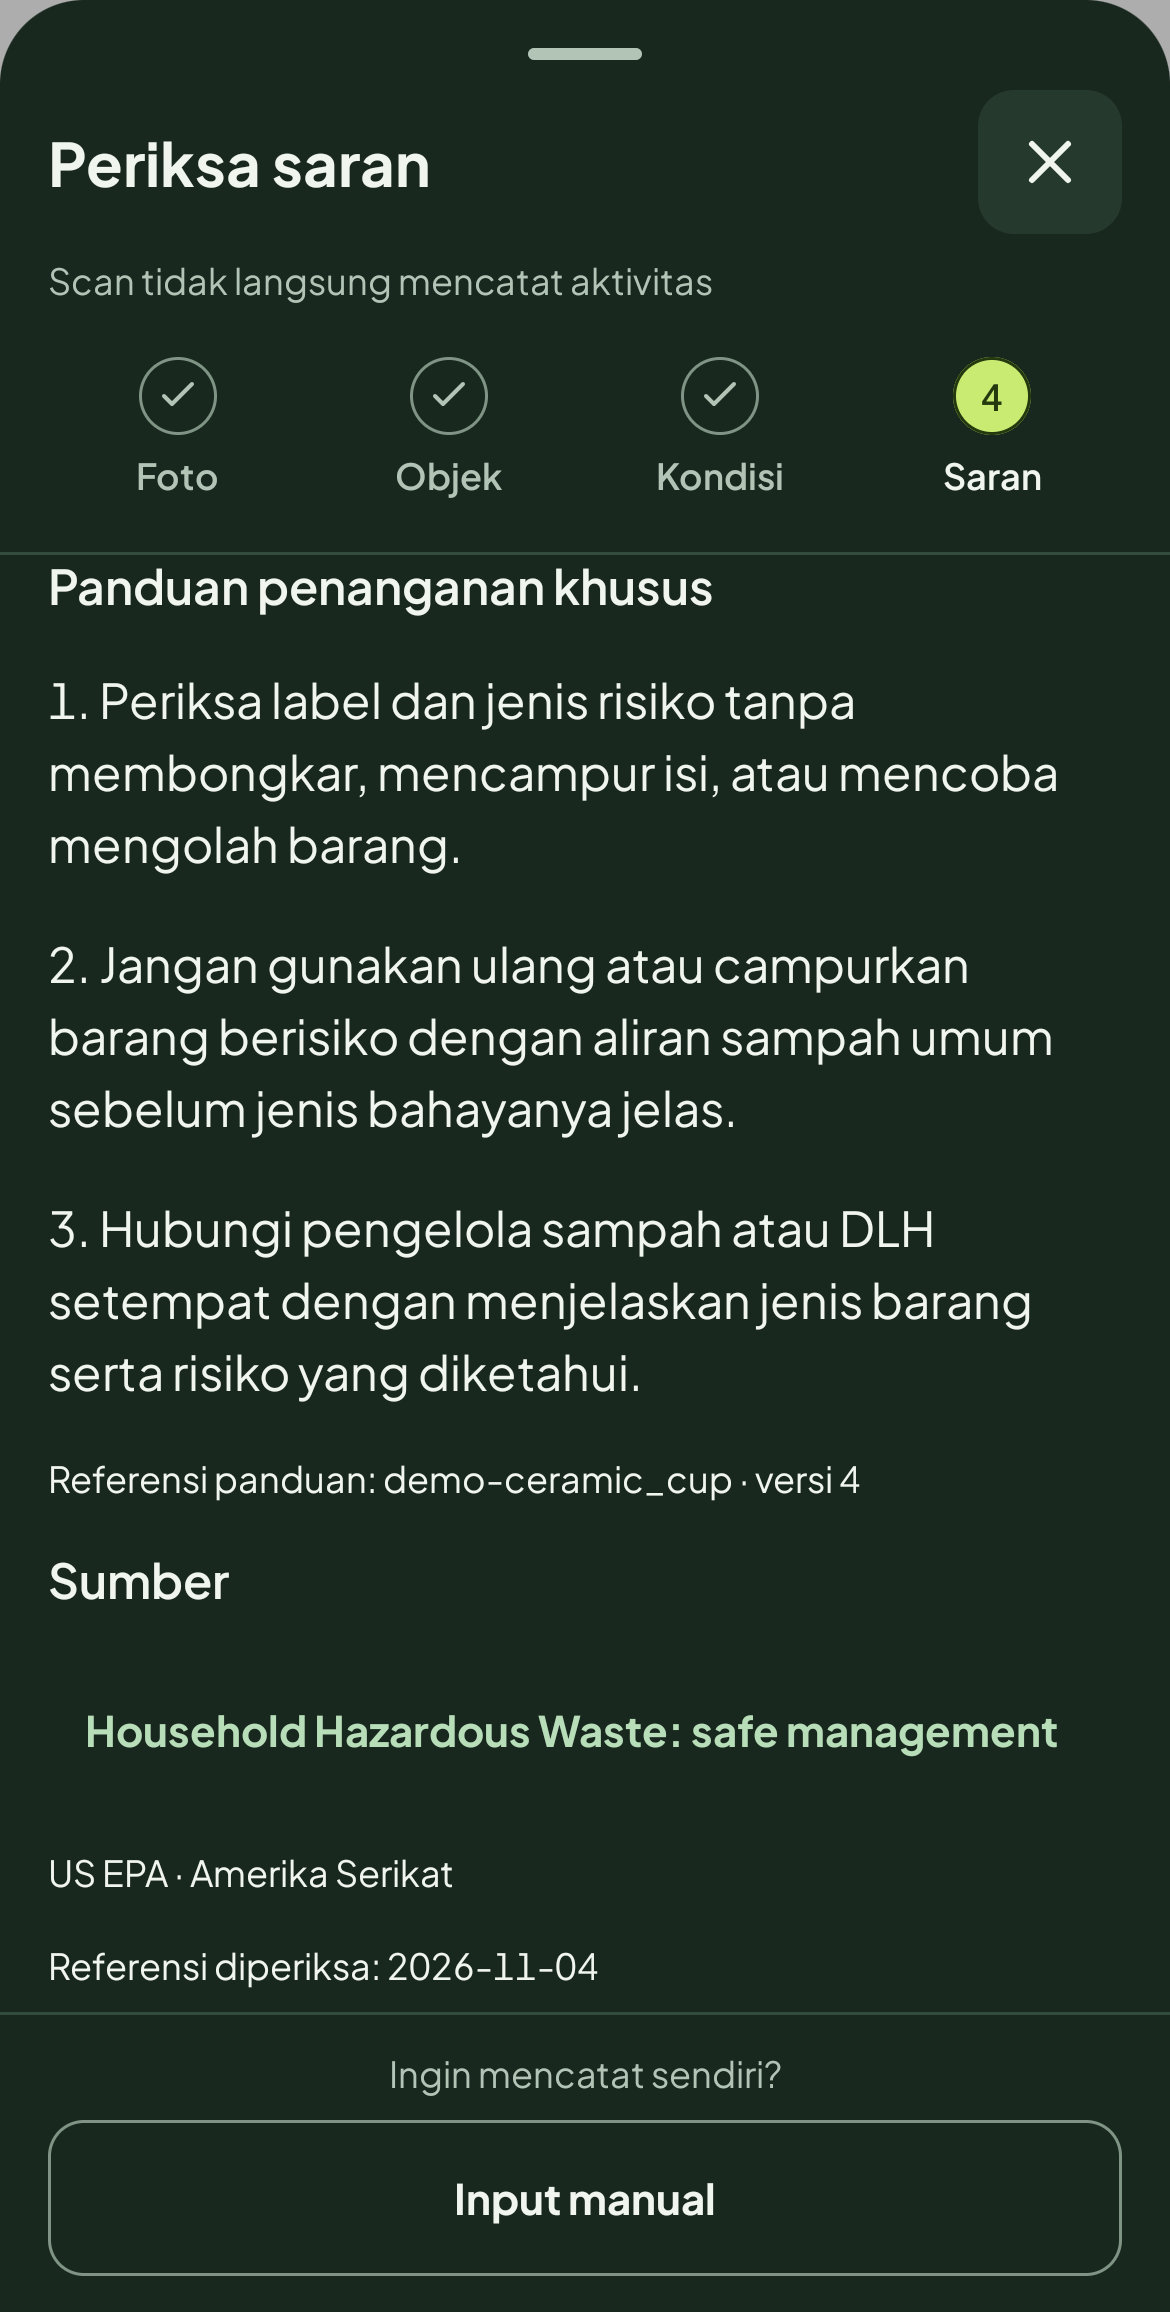 Periksa saran
Scan tidak langsung mencatat aktivitas
4
Foto
Objek
Kondisi
Saran
Panduan penanganan khusus
1. Periksa label dan jenis risiko tanpa
membongkar, mencampur isi, atau mencoba
mengolah barang.
2. Jangan gunakan ulang atau campurkan
barang berisiko dengan aliran sampah umum
sebelum jenis bahayanya jelas.
3. Hubungi pengelola sampah atau DLH
setempat dengan menjelaskan jenis barang
serta risiko yang diketahui.
Referensi panduan: demo-ceramic_cup · versi 4
Sumber
Household Hazardous Waste: safe management
US EPA · Amerika Serikat
Referensi diperiksa: 2026-11-04
Ingin mencatat sendiri?
Input manual